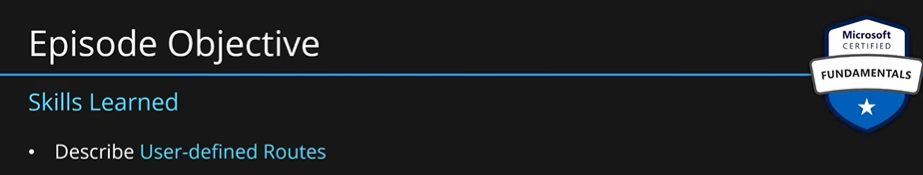 Episode Objective
Microsoft
CERTIFIED
FUNDAMENTALS
Skills Learned
• Describe User-defined Routes